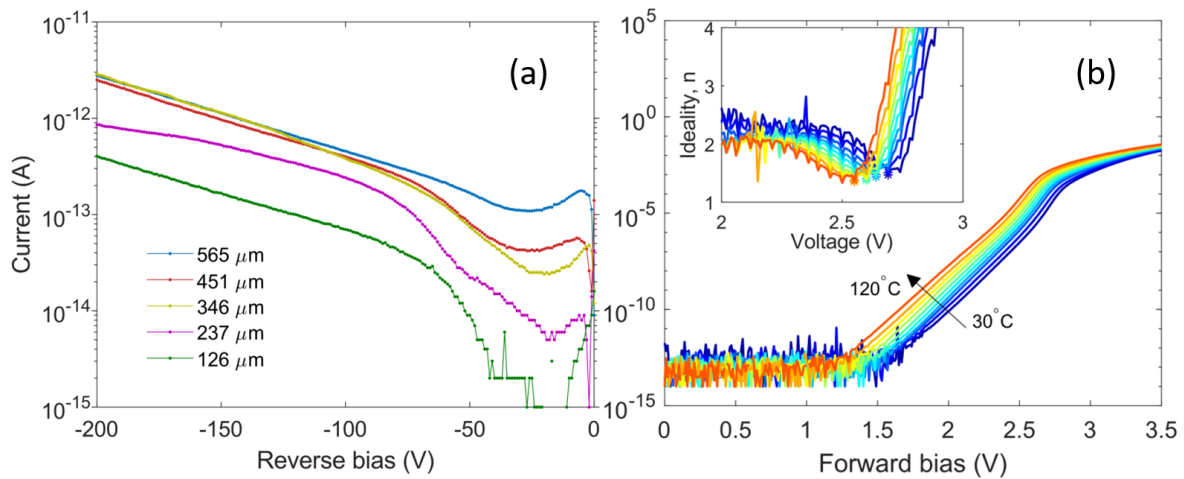 (a)
10^-11
10^-12
10^-13
10^-14
10^-15
Current (A)
565 μm
451 μm
346 μm
237 μm
126 μm
-200
-150
-100
-50
0
Reverse bias (V)
(b)
10^5
10^0
10^-5
10^-10
10^-15
Ideality, n
4
3
2
1
2
2.5
3
Voltage (V)
120°C
30°C
0
0.5
1
1.5
2
2.5
3
3.5
Forward bias (V)